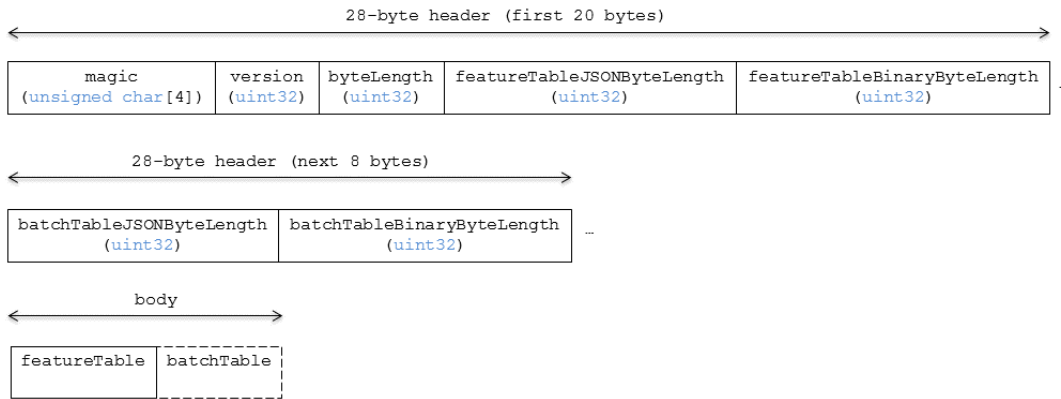 28-byte header (first 20 bytes)
magic version byteLength featureTableJSONByteLength featureTableBinaryByteLength
(unsigned char[4]) (uint32) (uint32) (uint32) (uint32)
…
28-byte header (next 8 bytes)
batchTableJSONByteLength batchTableBinaryByteLength
(uint32) (uint32)
…
body
featureTable batchTable